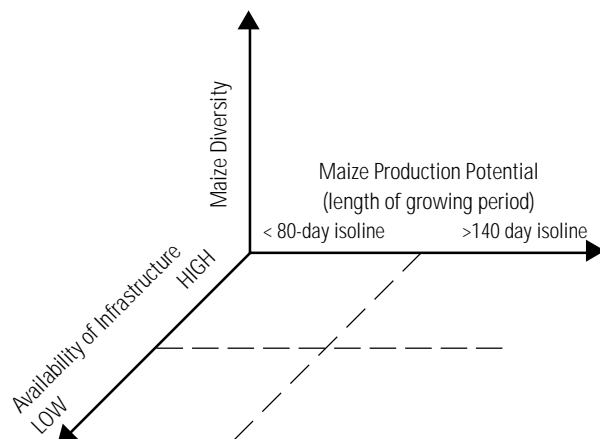 Maize Diversity
Maize Production Potential
(length of growing period)
< 80-day isoline
>140 day isoline
Availability of Infrastructure
HIGH
LOW